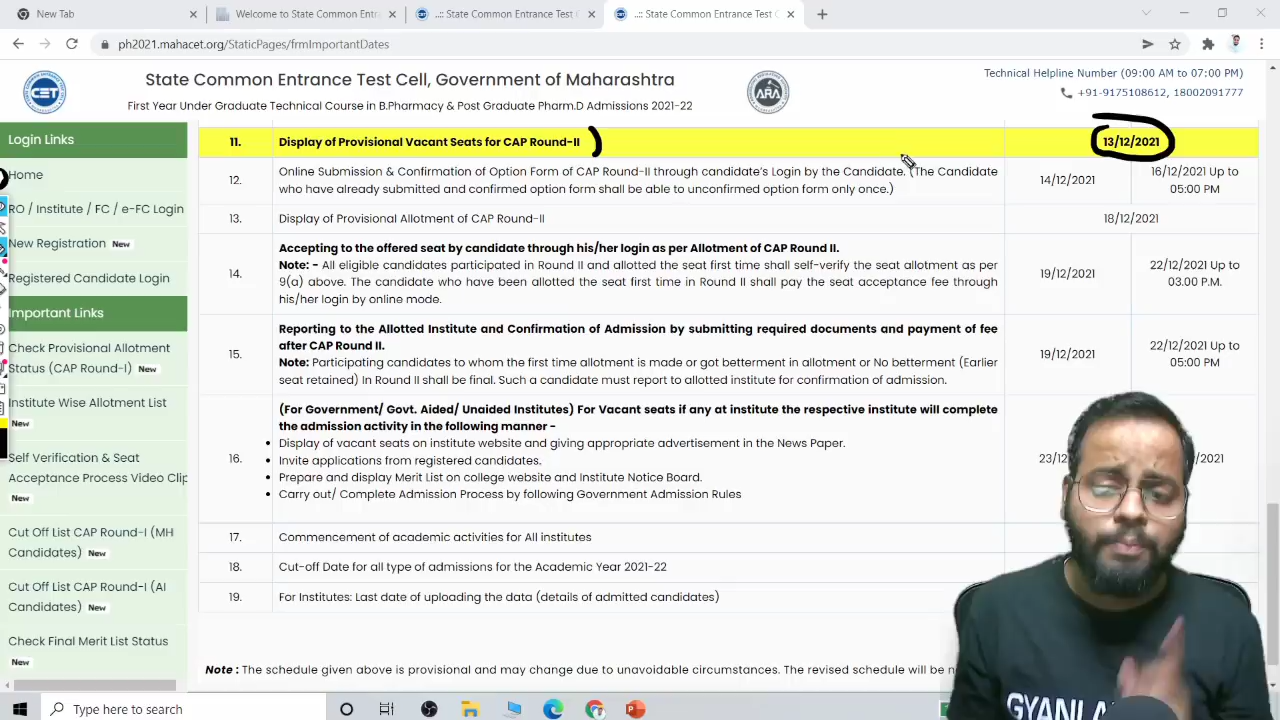 New Tab
Welcome to State Common Entra
..:: State Common Entrance Test C
..:: State Common Entrance Test C
ph2021.mahacet.org/StaticPages/frmImportantDates
CET
State Common Entrance Test Cell, Government of Maharashtra
First Year Under Graduate Technical Course in B.Pharmacy & Post Graduate Pharm.D Admissions 2021-22
ARA
Technical Helpline Number (09:00 AM to 07:00 PM)
+91-9175108612, 18002091777
Login Links
Home
RO / Institute / FC / e-FC Login
New Registration New
Registered Candidate Login
Important Links
Check Provisional Allotment
Status (CAP Round-I) New
Institute Wise Allotment List
New
Self Verification & Seat
Acceptance Process Video Clip
New
Cut Off List CAP Round-I (MH
Candidates) New
Cut Off List CAP Round-I (AI
Candidates) New
Check Final Merit List Status
New
11. Display of Provisional Vacant Seats for CAP Round-II 13/12/2021
12. Online Submission & Confirmation of Option Form of CAP Round-II through candidate's Login by the Candidate. (The Candidate
who have already submitted and confirmed option form shall be able to unconfirmed option form only once.)
14/12/2021
16/12/2021 Up to
05:00 PM
13. Display of Provisional Allotment of CAP Round-II 18/12/2021
14. Accepting to the offered seat by candidate through his/her login as per Allotment of CAP Round II.
Note: - All eligible candidates participated in Round II and allotted the seat first time shall self-verify the seat allotment as per
9(a) above. The candidate who have been allotted the seat first time in Round II shall pay the seat acceptance fee through
his/her login by online mode.
19/12/2021
22/12/2021 Up to
03.00 P.M.
15. Reporting to the Allotted Institute and Confirmation of Admission by submitting required documents and payment of fee
after CAP Round II.
Note: Participating candidates to whom the first time allotment is made or got betterment in allotment or No betterment (Earlier
seat retained) In Round II shall be final. Such a candidate must report to allotted institute for confirmation of admission.
19/12/2021
22/12/2021 Up to
05:00 PM
16. (For Government/ Govt. Aided/ Unaided Institutes) For Vacant seats if any at institute the respective institute will complete
the admission activity in the following manner -
• Display of vacant seats on institute website and giving appropriate advertisement in the News Paper.
• Invite applications from registered candidates.
• Prepare and display Merit List on college website and Institute Notice Board.
• Carry out/ Complete Admission Process by following Government Admission Rules
23/12
/2021
17. Commencement of academic activities for All institutes
18. Cut-off Date for all type of admissions for the Academic Year 2021-22
19. For Institutes: Last date of uploading the data (details of admitted candidates)
Note : The schedule given above is provisional and may change due to unavoidable circumstances. The revised schedule will be
GYANL
Type here to search